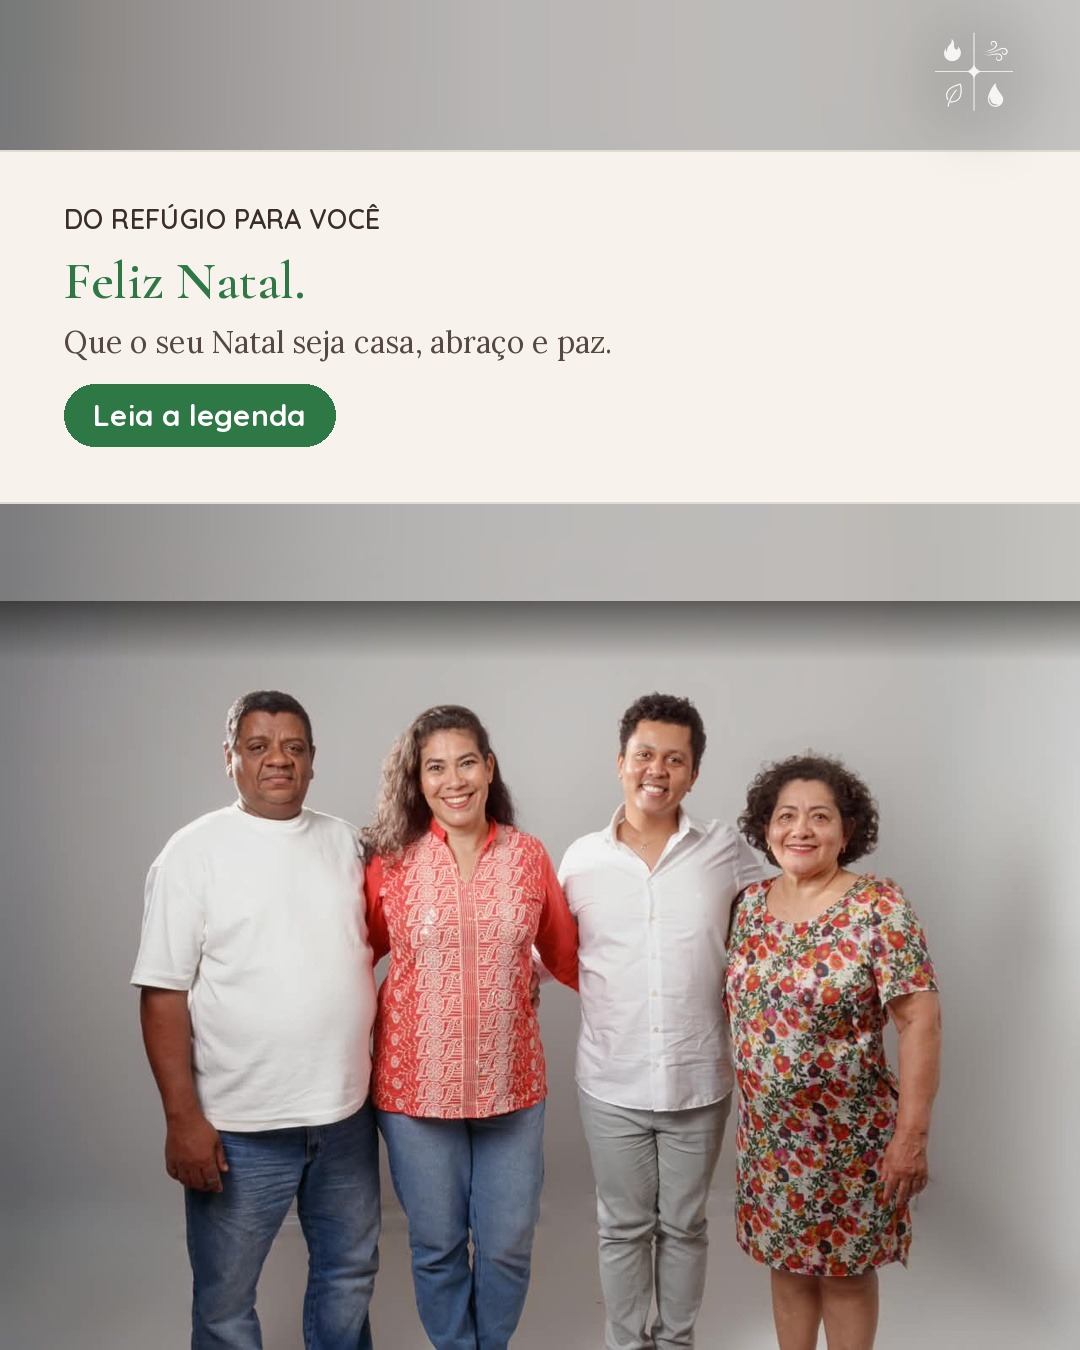 DO REFÚGIO PARA VOCÊ
Feliz Natal.
Que o seu Natal seja casa, abraço e paz.
Leia a legenda